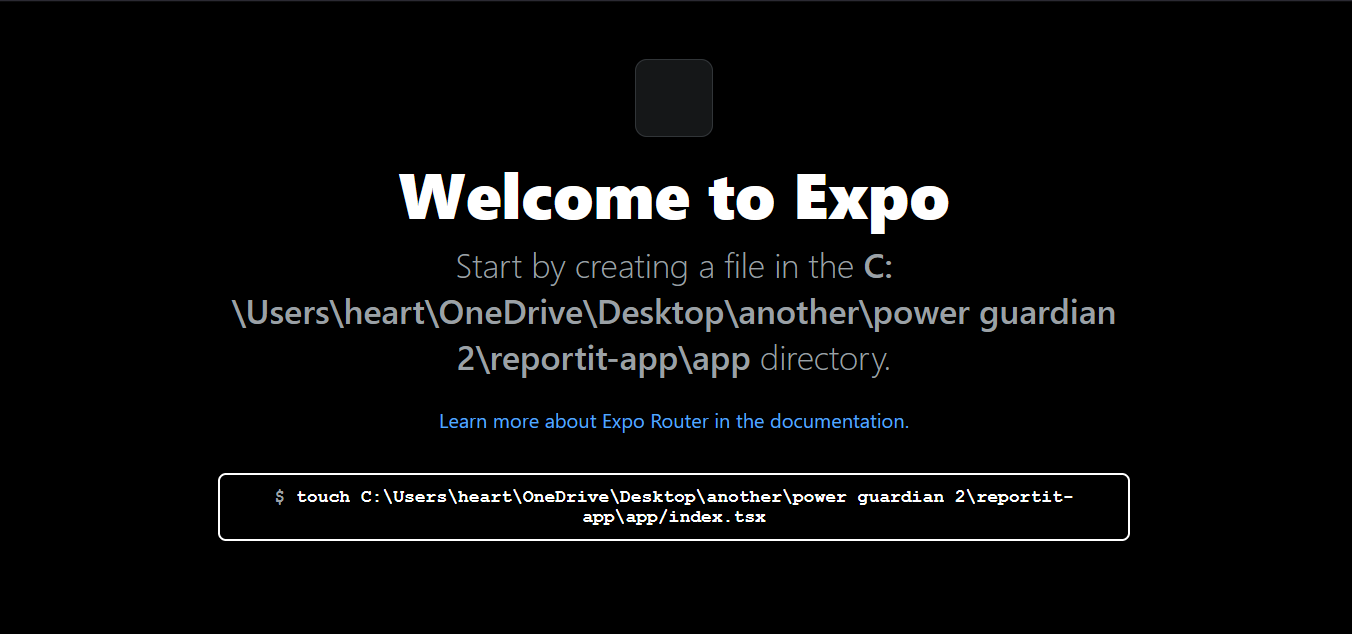 Welcome to Expo
Start by creating a file in the C:
\Users\heart\OneDrive\Desktop\another\power guardian
2\reportit-app\app directory.
Learn more about Expo Router in the documentation.
$ touch C:\Users\heart\OneDrive\Desktop\another\power guardian 2\reportit-
app\app/index.tsx